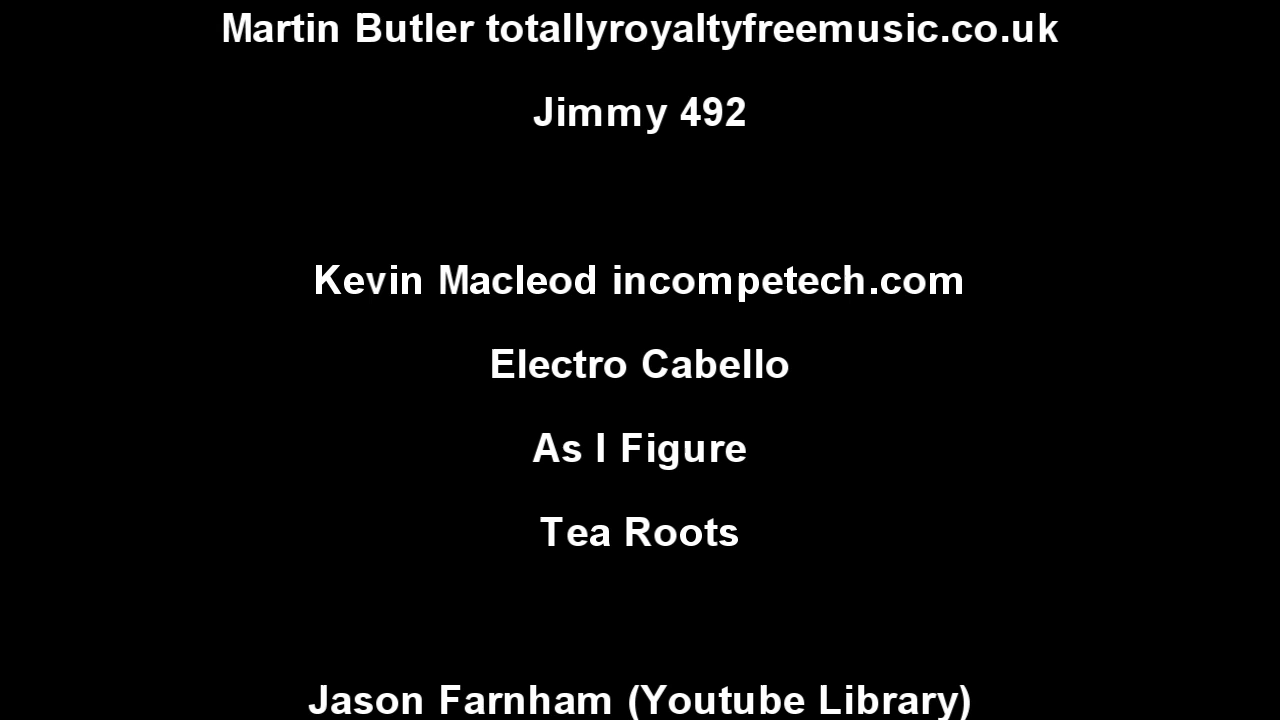 Martin Butler totallyroyaltyfreemusic.co.uk
Jimmy 492
Kevin Macleod incompetech.com
Electro Cabello
As I Figure
Tea Roots
Jason Farnham (Youtube Library)